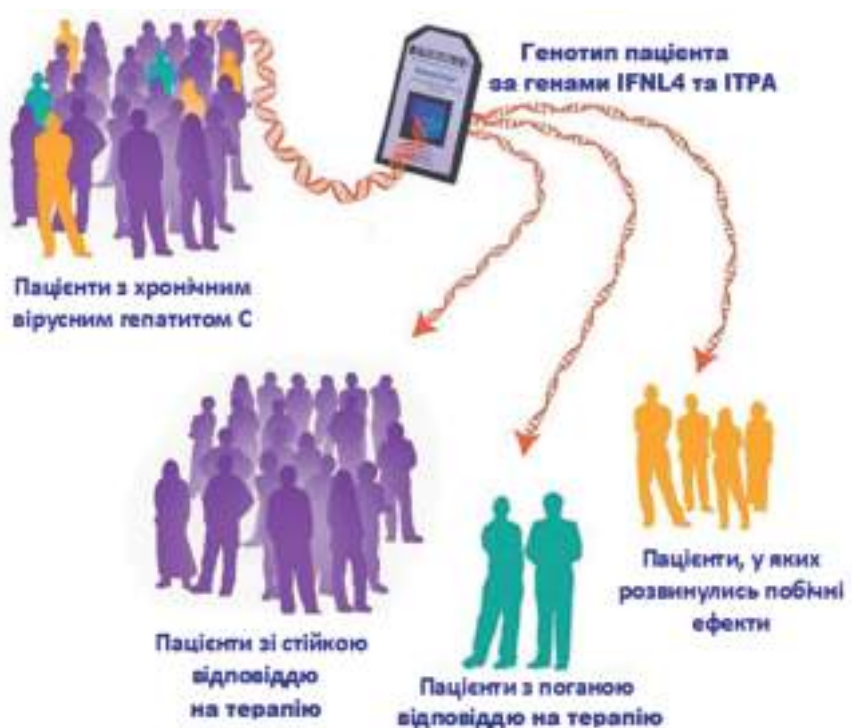 Генотип пацієнта
за генами IFNL4 та ITPA
Пацієнти з хронічним
вірусним гепатитом С
Пацієнти, у яких
розвинулись побічні
ефекти
Пацієнти зі стійкою
відповіддю
на терапію
Пацієнти з поганою
відповіддю на терапію